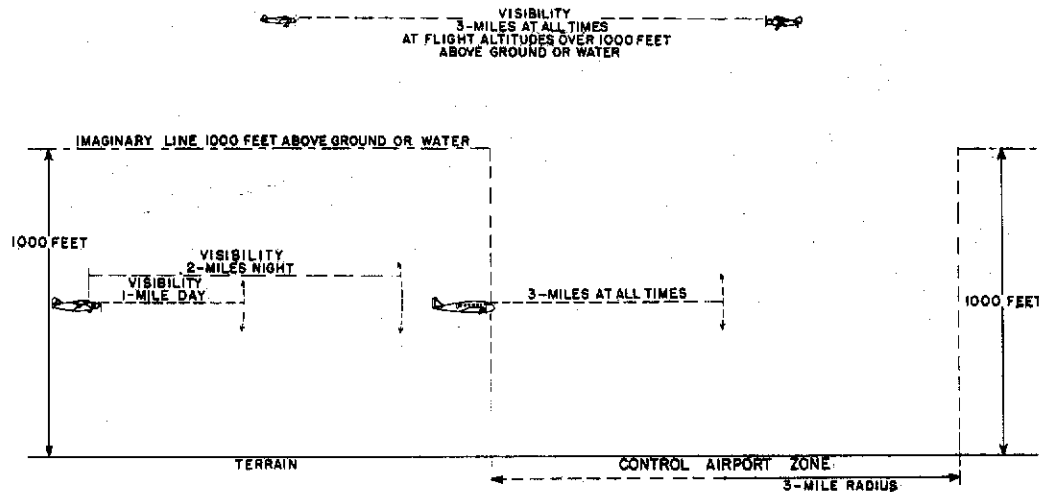 VISIBILITY
3-MILES AT ALL TIMES
AT FLIGHT ALTITUDES OVER 1000 FEET
ABOVE GROUND OR WATER
IMAGINARY LINE 1000 FEET ABOVE GROUND OR WATER
1000 FEET
VISIBILITY
2-MILES NIGHT
VISIBILITY
1-MILE DAY
3-MILES AT ALL TIMES
1000 FEET
TERRAIN
CONTROL AIRPORT ZONE
3-MILE RADIUS